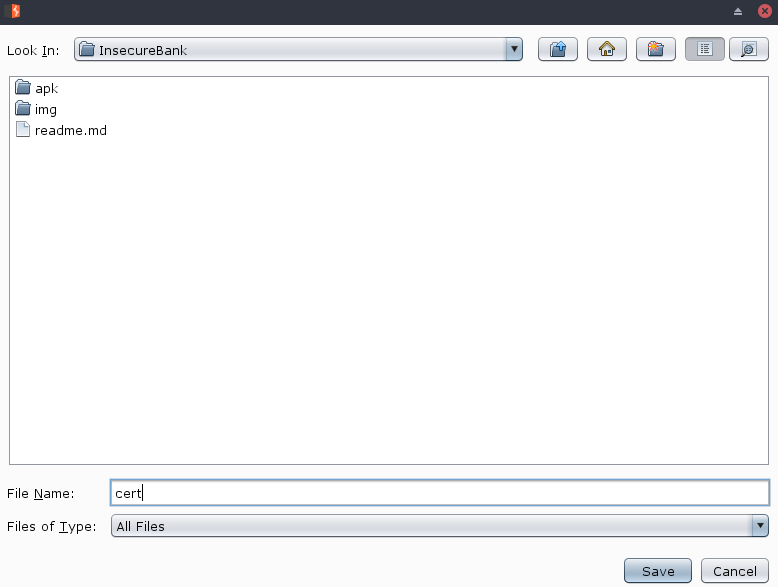 Look In: InsecureBank
apk
img
readme.md
File Name: cert
Files of Type: All Files
Save Cancel